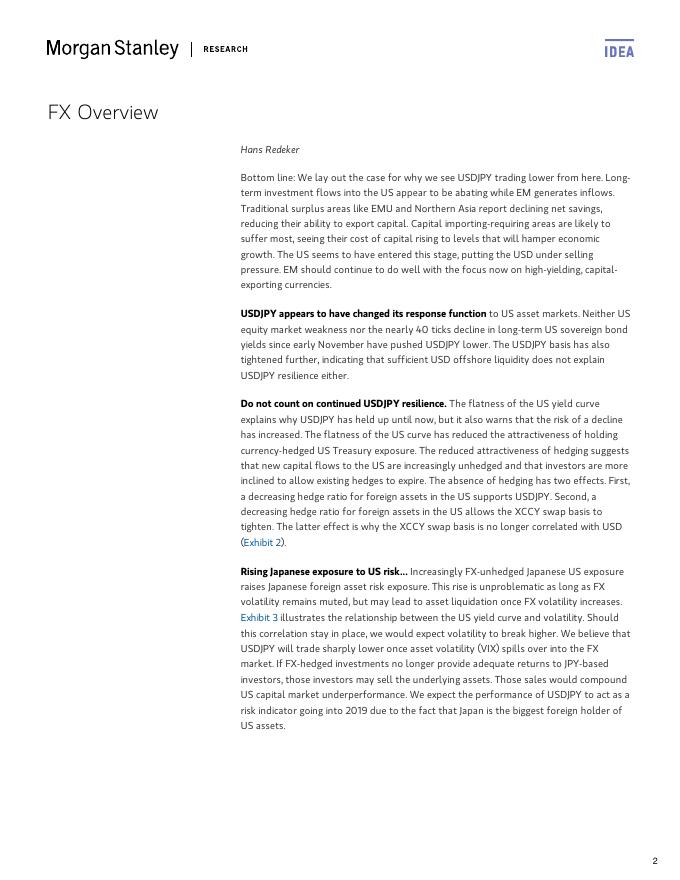 Morgan Stanley | RESEARCH
IDEA
FX Overview
Hans Redeker
Bottom line: We lay out the case for why we see USDJPY trading lower from here. Long-
term investment flows into the US appear to be abating while EM generates inflows.
Traditional surplus areas like EMU and Northern Asia report declining net savings,
reducing their ability to export capital. Capital importing-requiring areas are likely to
suffer most, seeing their cost of capital rising to levels that will hamper economic
growth. The US seems to have entered this stage, putting the USD under selling
pressure. EM should continue to do well with the focus now on high-yielding, capital-
exporting currencies.
USDJPY appears to have changed its response function to US asset markets. Neither US
equity market weakness nor the nearly 40 ticks decline in long-term US sovereign bond
yields since early November have pushed USDJPY lower. The USDJPY basis has also
tightened further, indicating that sufficient USD offshore liquidity does not explain
USDJPY resilience either.
Do not count on continued USDJPY resilience. The flatness of the US yield curve
explains why USDJPY has held up until now, but it also warns that the risk of a decline
has increased. The flatness of the US curve has reduced the attractiveness of holding
currency-hedged US Treasury exposure. The reduced attractiveness of hedging suggests
that new capital flows to the US are increasingly unhedged and that investors are more
inclined to allow existing hedges to expire. The absence of hedging has two effects. First,
a decreasing hedge ratio for foreign assets in the US supports USDJPY. Second, a
decreasing hedge ratio for foreign assets in the US allows the XCCY swap basis to
tighten. The latter effect is why the XCCY swap basis is no longer correlated with USD
(Exhibit 2).
Rising Japanese exposure to US risk... Increasingly FX-unhedged Japanese US exposure
raises Japanese foreign asset risk exposure. This rise is unproblematic as long as FX
volatility remains muted, but may lead to asset liquidation once FX volatility increases.
Exhibit 3 illustrates the relationship between the US yield curve and volatility. Should
this correlation stay in place, we would expect volatility to break higher. We believe that
USDJPY will trade sharply lower once asset volatility (VIX) spills over into the FX
market. If FX-hedged investments no longer provide adequate returns to JPY-based
investors, those investors may sell the underlying assets. Those sales would compound
US capital market underperformance. We expect the performance of USDJPY to act as a
risk indicator going into 2019 due to the fact that Japan is the biggest foreign holder of
US assets.
2